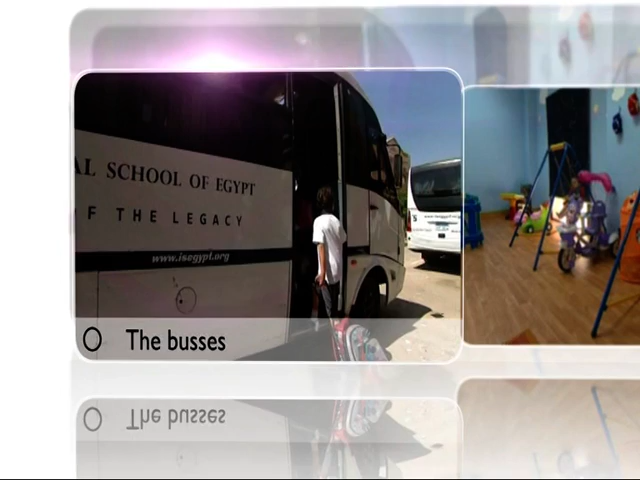 AL SCHOOL OF EGYPT
F THE LEGACY
www.isegypt.org
The busses